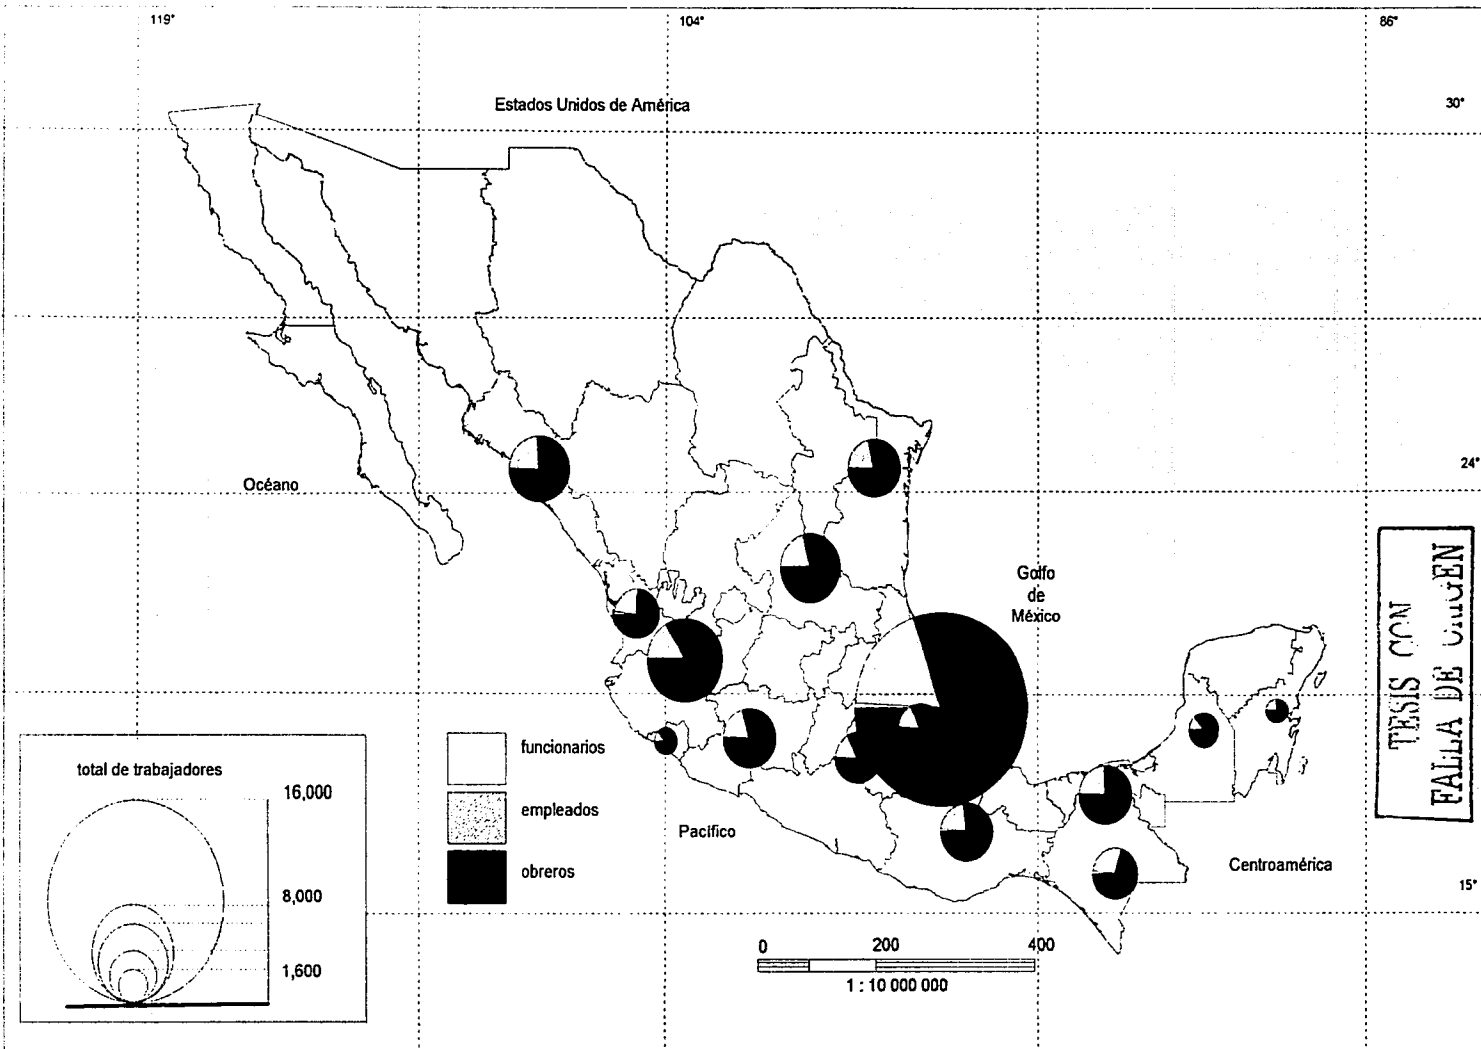 119°
104°
86°
Estados Unidos de América
30°
Océano
24°
Golfo
de
México
TESIS CON
FALLA DE ORIGEN
total de trabajadores
16,000
8,000
1,600
funcionarios
empleados
obreros
Pacífico
Centroamérica
15°
0 200 400
1 : 10 000 000